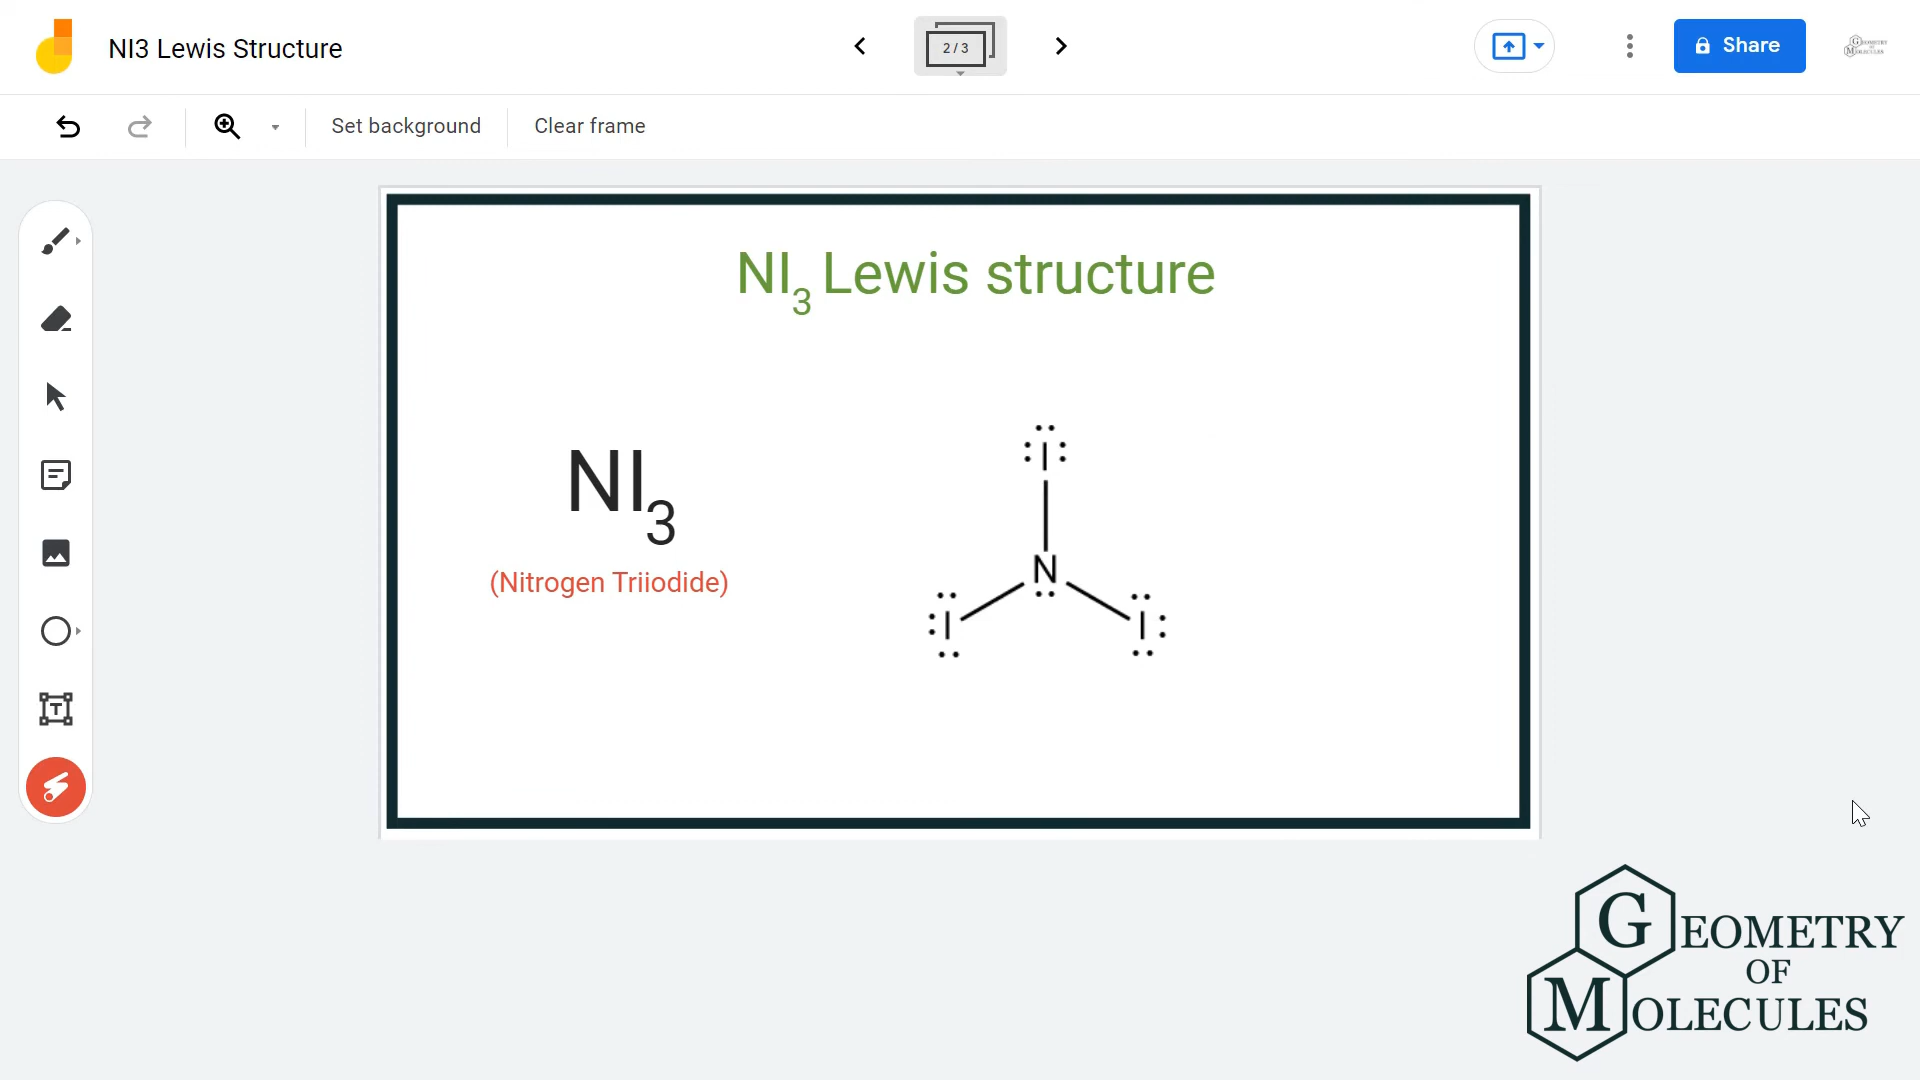 NI3 Lewis Structure
2 / 3
Share
Set background
Clear frame
NI₃ Lewis structure
NI₃
(Nitrogen Triiodide)
I
N
I I
GEOMETRY
OF
MOLECULES